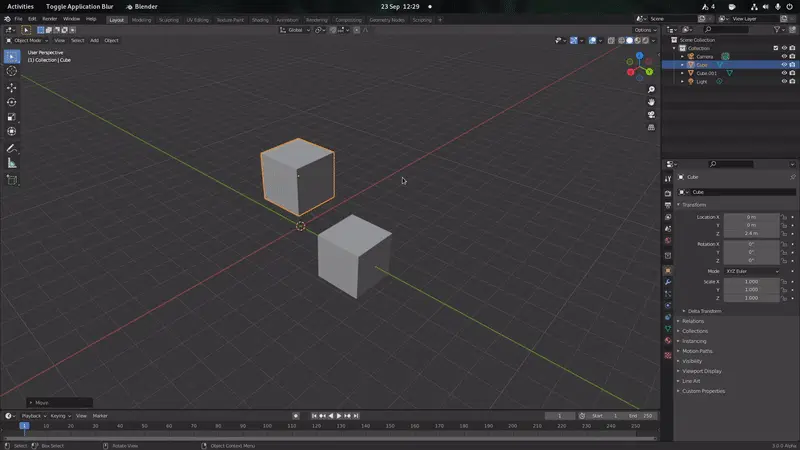 Activities Toggle Application Blur Blender 23 Sep 12:29
File Edit Render Window Help Layout Modeling Sculpting UV Editing Texture Paint Shading Animation Rendering Compositing Geometry Nodes Scripting Scene View Layer
Global Options
Object Mode View Select Add Object
User Perspective
(1) Collection | Cube
Scene Collection
Collection
Camera
Cube
Cube.001
Light
Cube
Cube
Transforms
Location X 0 m
Y 0 m
Z 2.4 m
Rotation X 0°
Y 0°
Z 0°
Mode XYZ Euler
Scale X 1.000
Y 1.000
Z 1.000
Delta Transform
Relations
Collections
Instancing
Motion Paths
Visibility
Viewport Display
Line Art
Custom Properties
Move
Playback Keying View Marker 1 Start 1 End 250
1 10 20 30 40 50 60 70 80 90 100 110 120 130 140 150 160 170 180 190 200 210 220 230 240 250
Select Box Select Rotate View Object Context Menu 3.0.0 Alpha